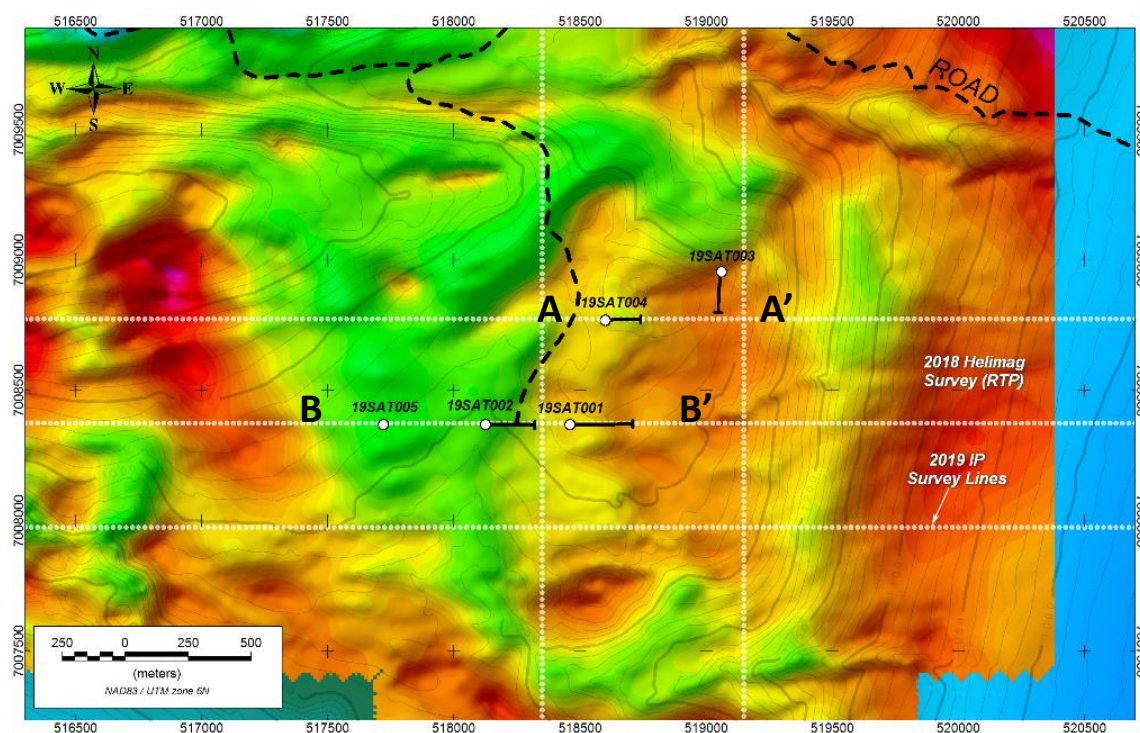 516500 517000 517500 518000 518500 519000 519500 520000 520500
N
W E
S
ROAD
7009500
7009000
7008500
7008000
7007500
19SAT003
A 19SAT004 A’
2018 Helimag
Survey (RTP)
B 19SAT005 19SAT002 19SAT001 B’
2019 IP
Survey Lines
250 0 250 500
(meters)
NAD83 / UTM zone 6N
516500 517000 517500 518000 518500 519000 519500 520000 520500